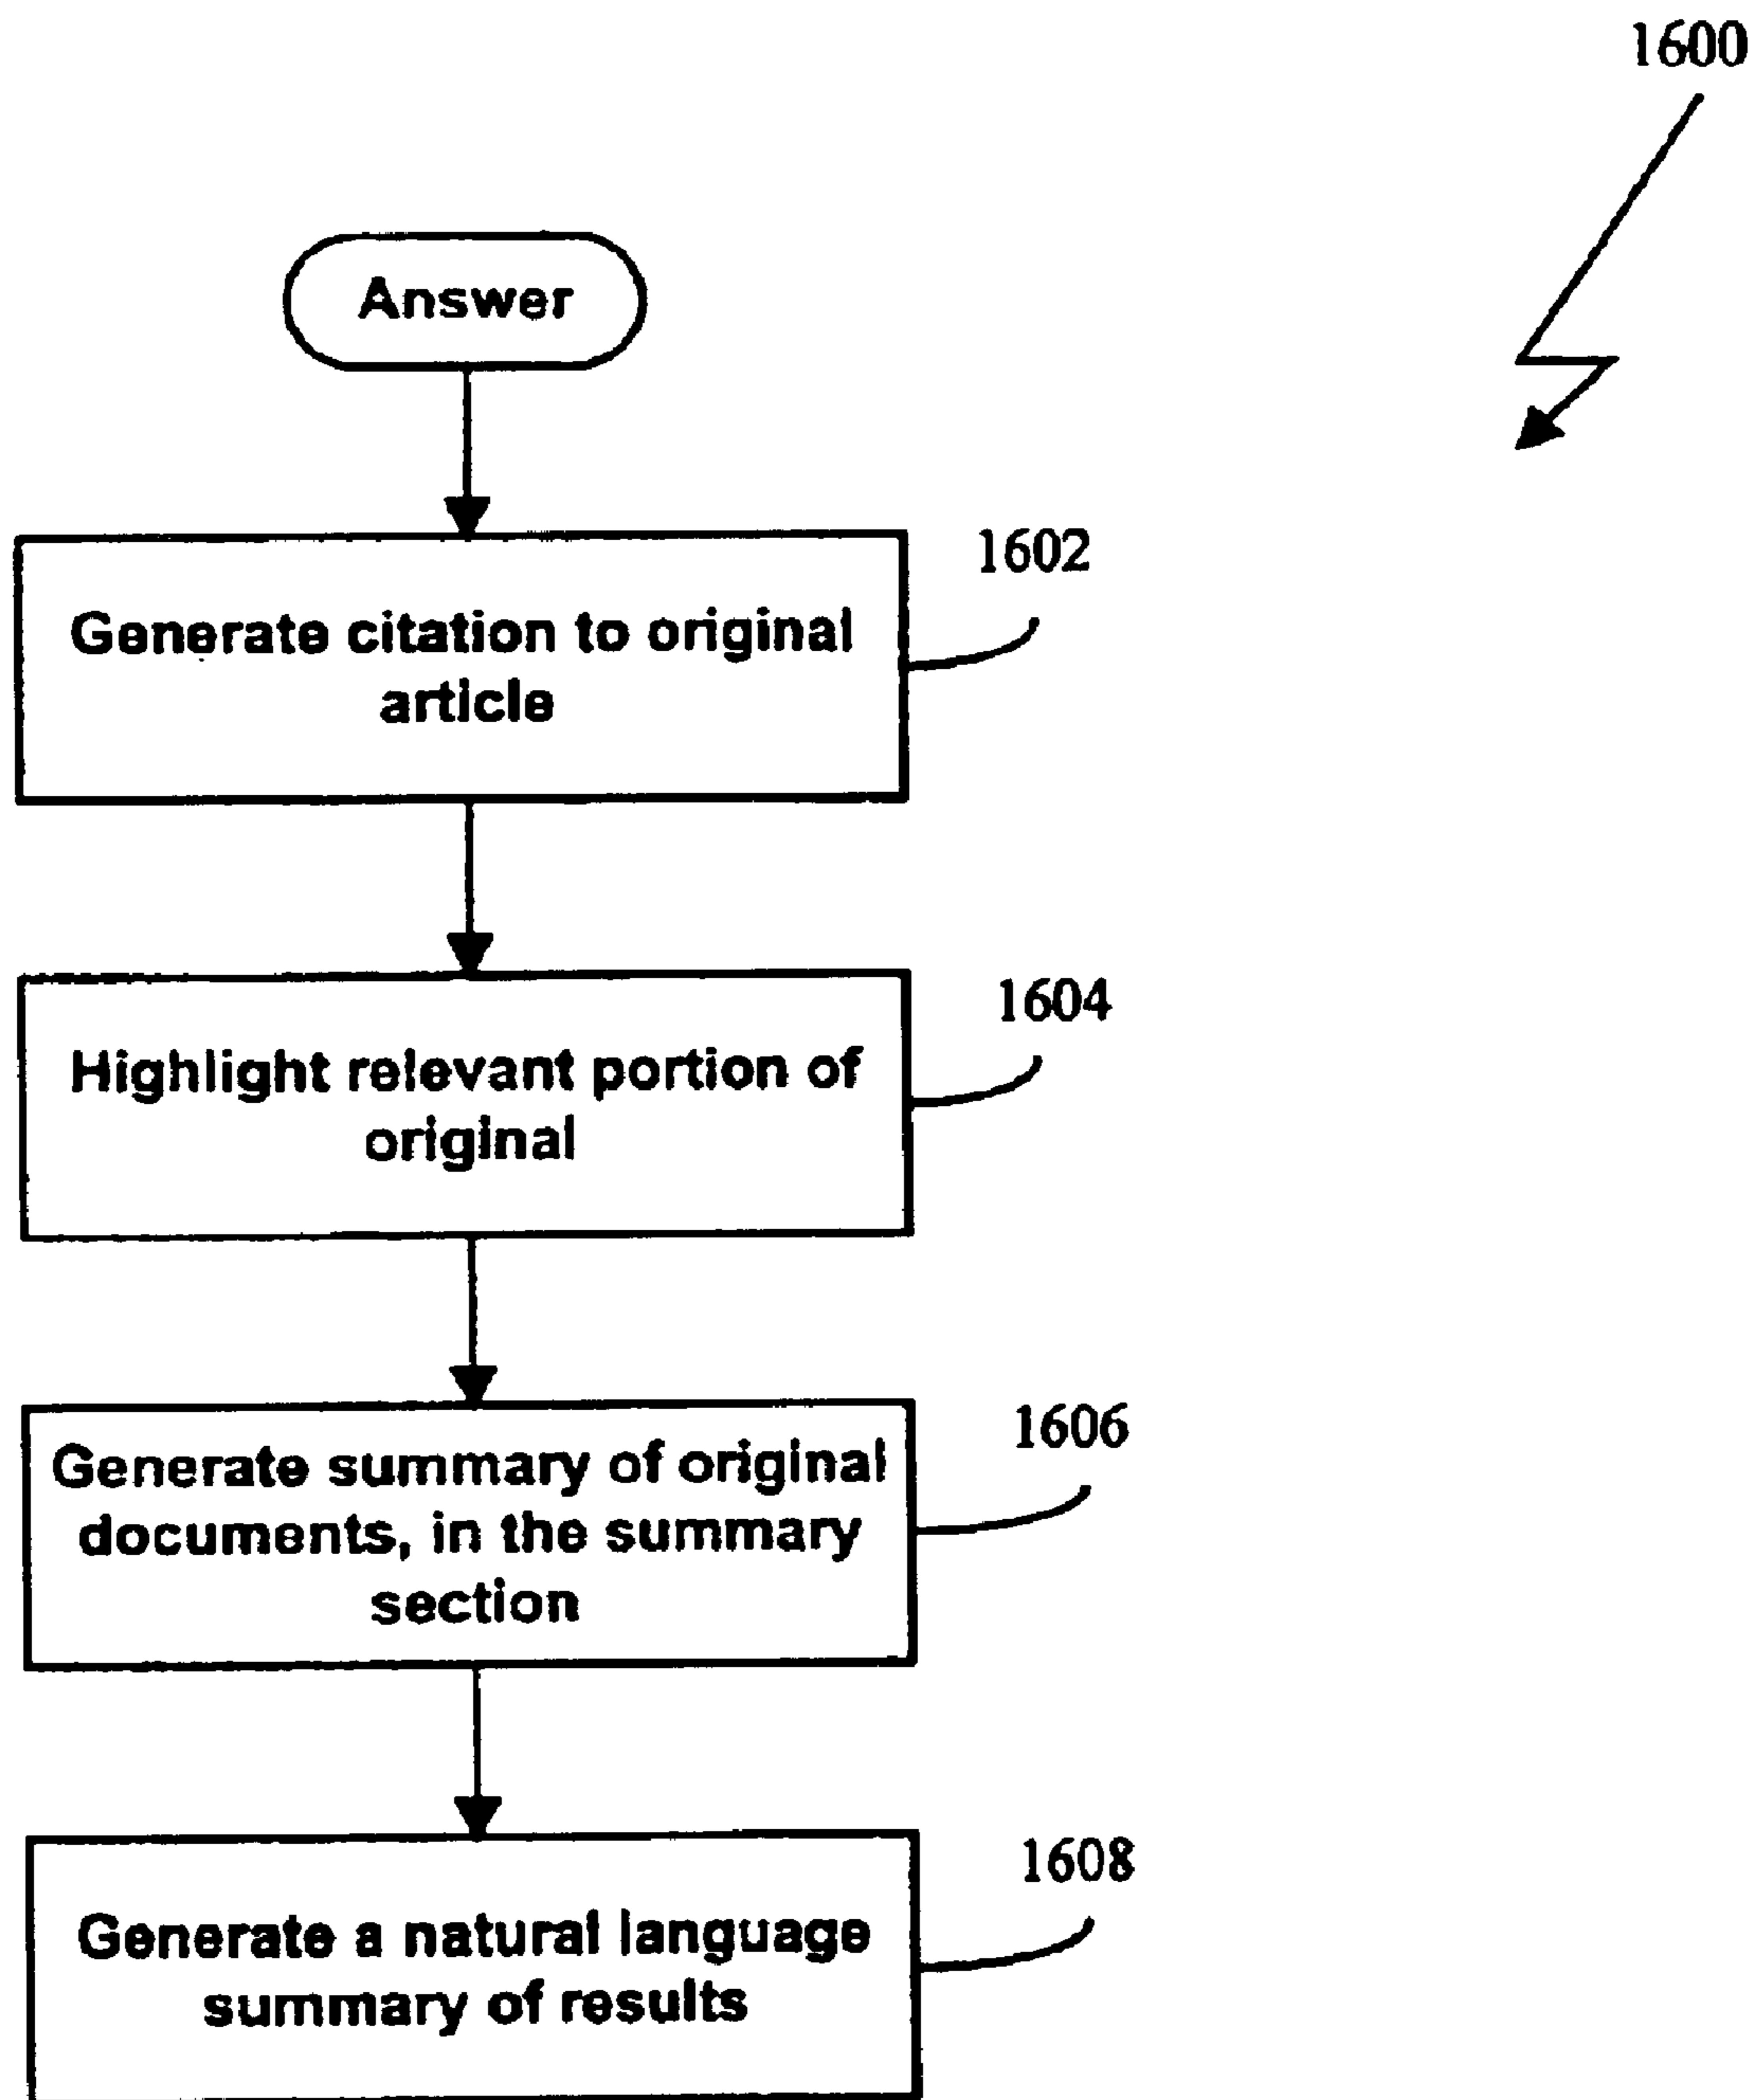 1600
Answer
1602
Generate citation to original
article
1604
Highlight relevant portion of
original
1606
Generate summary of original
documents, in the summary
section
1608
Generate a natural language
summary of results